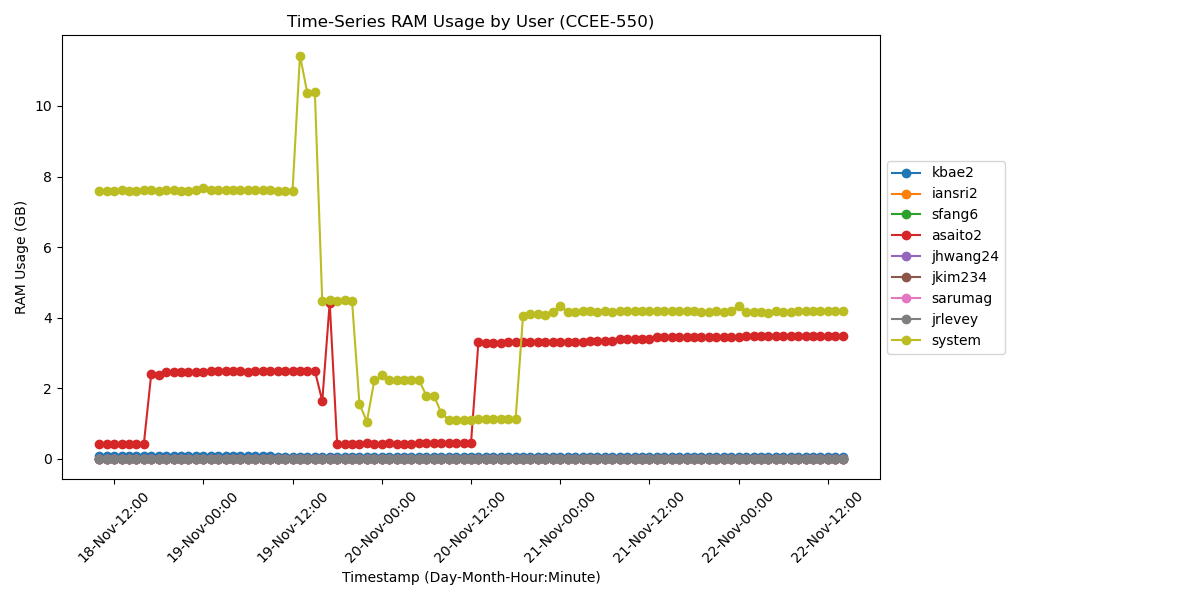 Time-Series RAM Usage by User (CCEE-550)
RAM Usage (GB)
10
8
6
4
2
0
18-Nov-12:00
19-Nov-00:00
19-Nov-12:00
20-Nov-00:00
20-Nov-12:00
21-Nov-00:00
21-Nov-12:00
22-Nov-00:00
22-Nov-12:00
Timestamp (Day-Month-Hour:Minute)
kbae2
iansri2
sfang6
asaito2
jhwang24
jkim234
sarumag
jrlevey
system